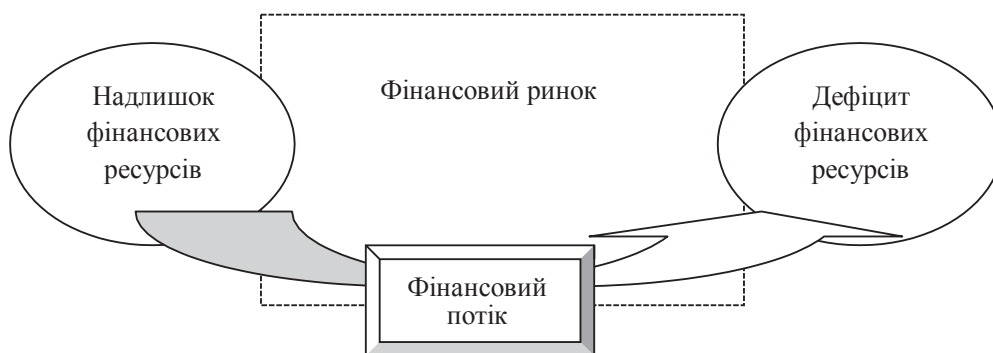 Надлишок
фінансових
ресурсів
Фінансовий ринок
Дефіцит
фінансових
ресурсів
Фінансовий
потік